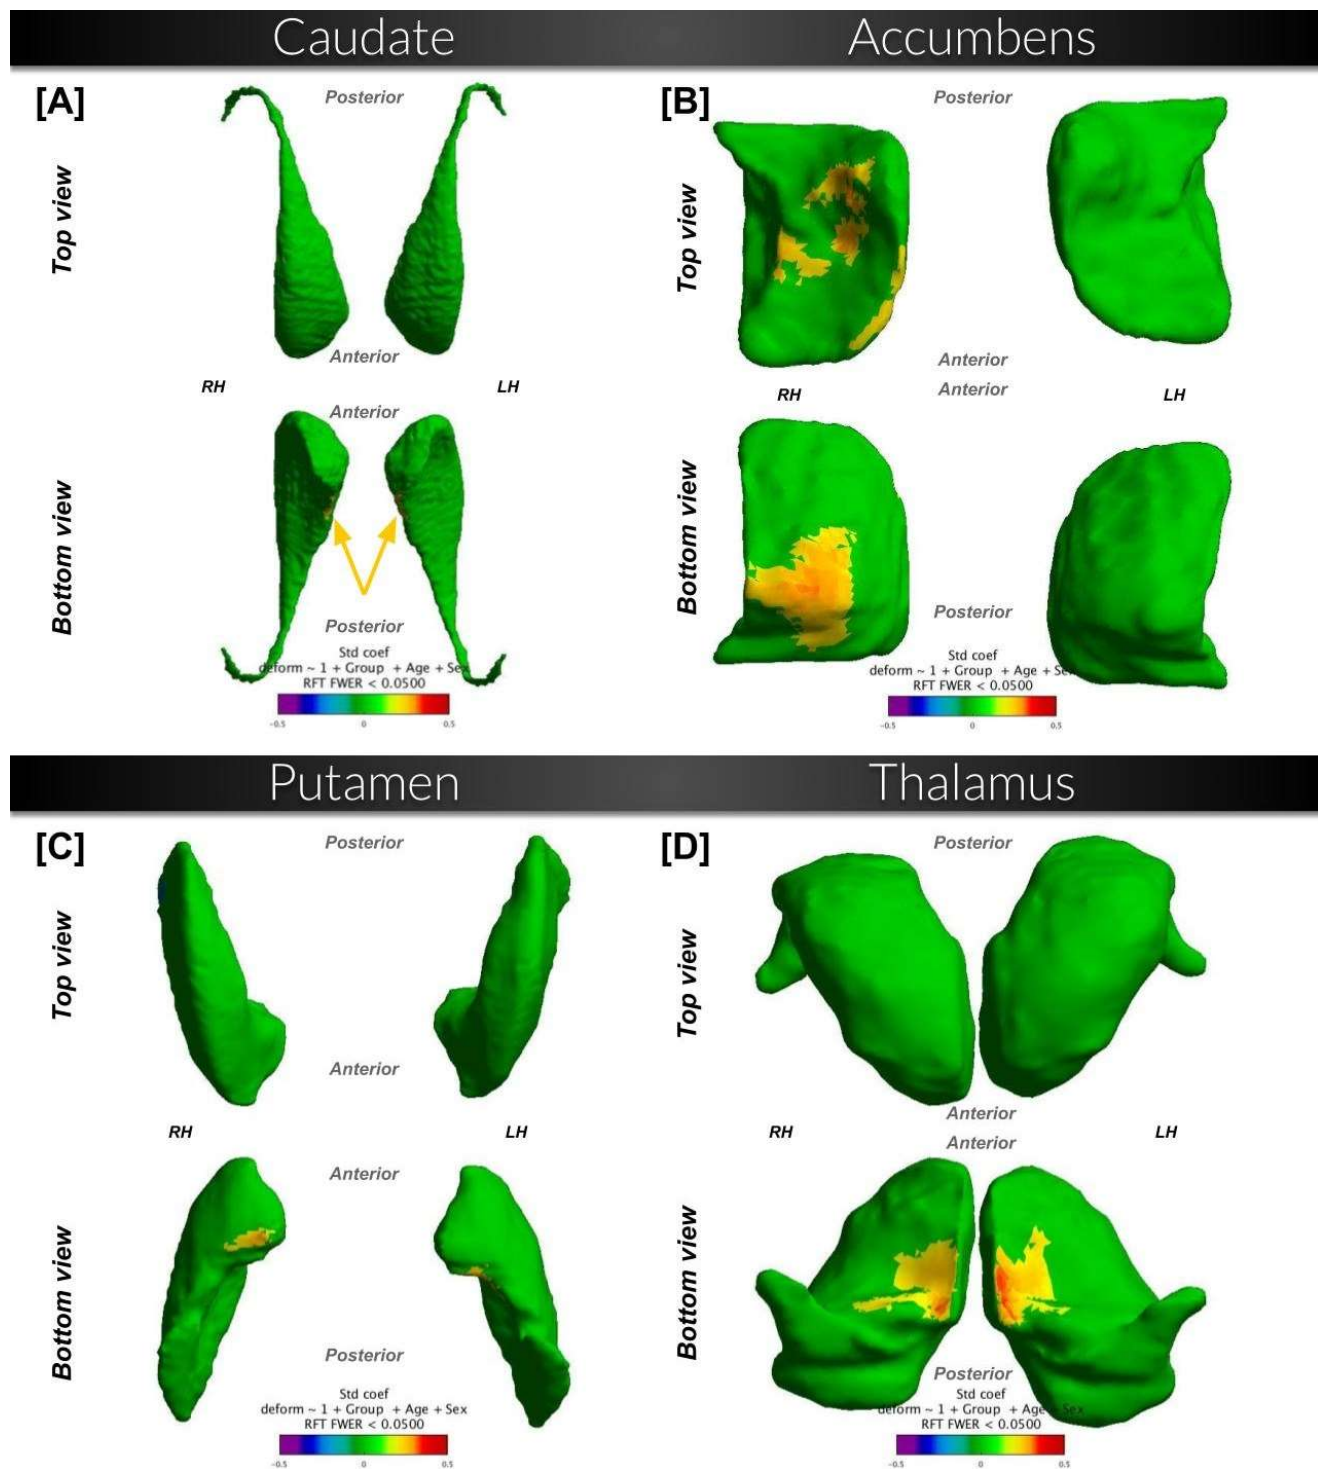 Caudate
Accumbens
[A]
Posterior
Top view
Anterior
RH
LH
Anterior
Bottom view
Posterior
Std coef
deform ~ 1 + Group + Age + Sex
RFT FWER < 0.0500
-0.5 0 0.5
[B]
Posterior
Top view
Anterior
Anterior
RH
LH
Bottom view
Posterior
Std coef
deform ~ 1 + Group + Age + Sex
RFT FWER < 0.0500
-0.5 0 0.5
Putamen
Thalamus
[C]
Posterior
Top view
Anterior
RH
LH
Anterior
Bottom view
Posterior
Std coef
deform ~ 1 + Group + Age + Sex
RFT FWER < 0.0500
-0.5 0 0.5
[D]
Posterior
Top view
Anterior
RH
LH
Anterior
Bottom view
Posterior
Std coef
deform ~ 1 + Group + Age + Sex
RFT FWER < 0.0500
-0.5 0 0.5